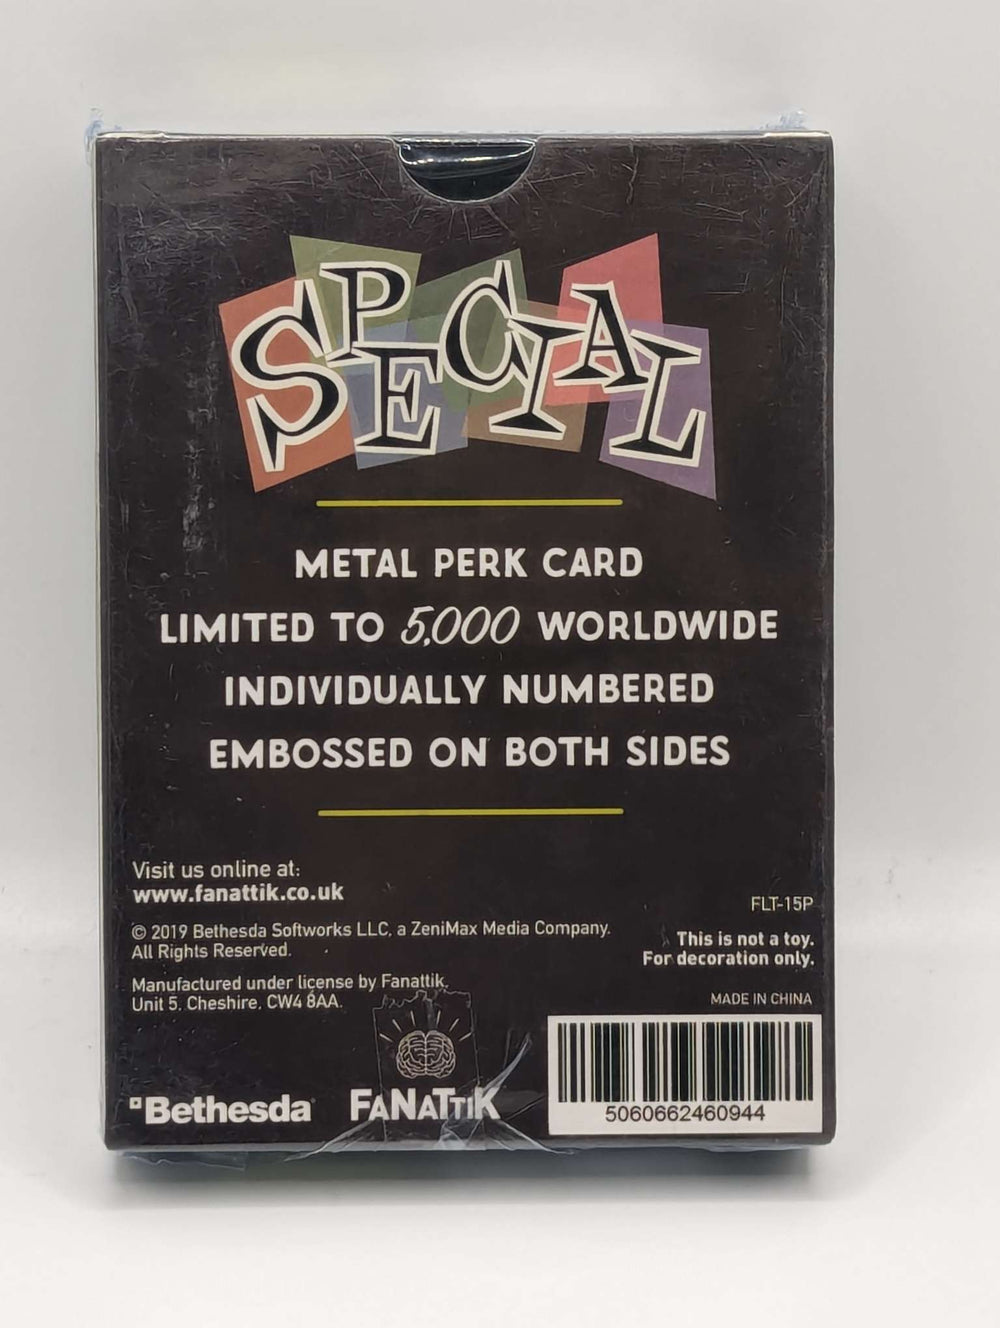 SPECIAL
METAL PERK CARD
LIMITED TO 5,000 WORLDWIDE
INDIVIDUALLY NUMBERED
EMBOSSED ON BOTH SIDES
Visit us online at:
www.fanattik.co.uk
© 2019 Bethesda Softworks LLC, a ZeniMax Media Company.
All Rights Reserved.
Manufactured under license by Fanattik,
Unit 5, Cheshire, CW4 8AA.
Bethesda
FANATTIK
FLT-15P
This is not a toy.
For decoration only.
MADE IN CHINA
5060662460944